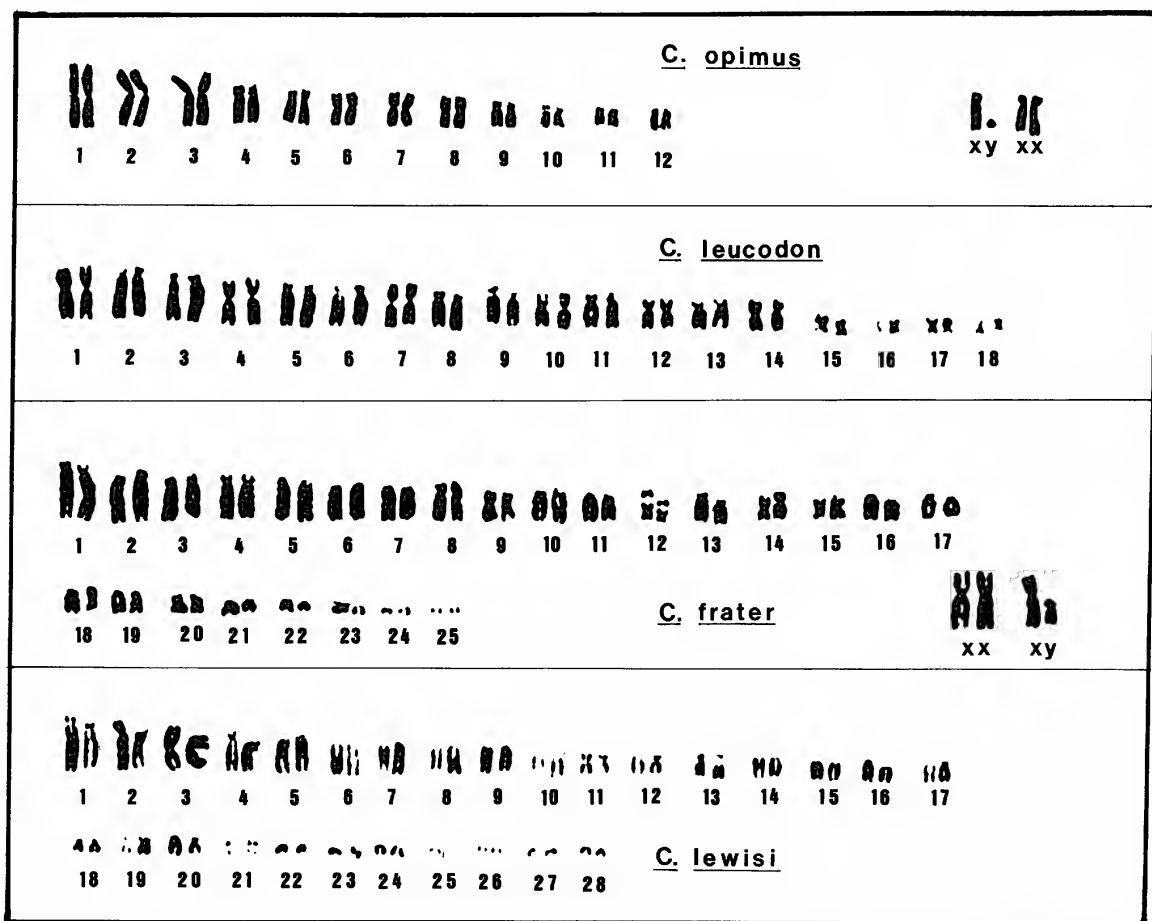 C. opimus
xy xx
1 2 3 4 5 6 7 8 9 10 11 12
C. leucodon
1 2 3 4 5 6 7 8 9 10 11 12 13 14 15 16 17 18
1 2 3 4 5 6 7 8 9 10 11 12 13 14 15 16 17
C. frater
18 19 20 21 22 23 24 25
xx xy
1 2 3 4 5 6 7 8 9 10 11 12 13 14 15 16 17
C. lewisi
18 19 20 21 22 23 24 25 26 27 28